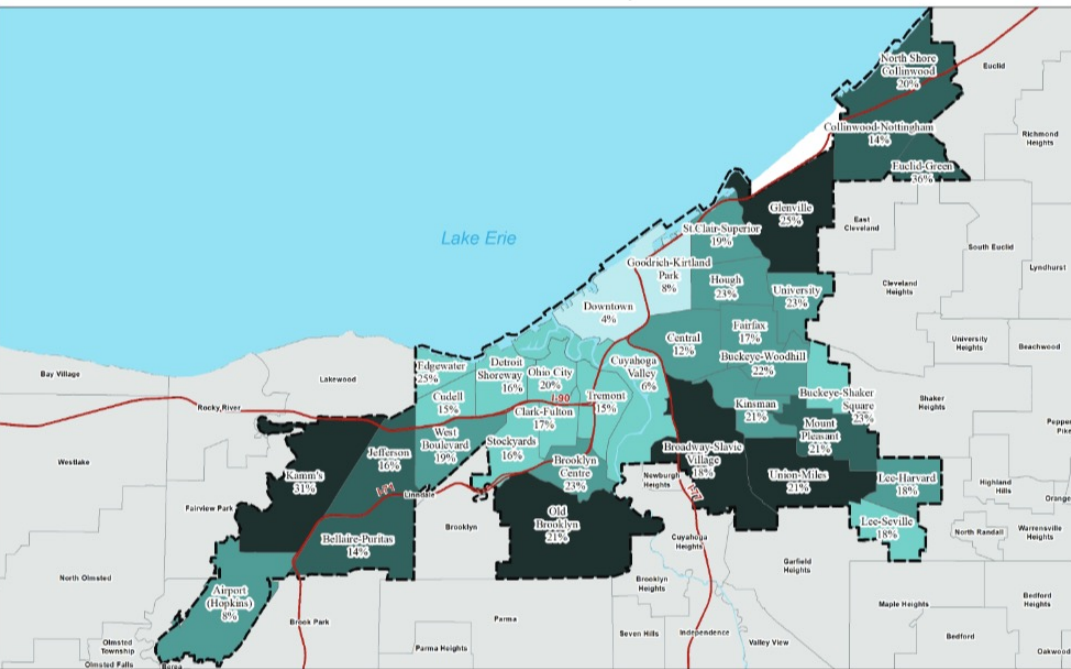 North Shore
Collinwood
20%
Euclid
Collinwood-Nottingham
14%
Richmond
Heights
Euclid-Green
36%
Glenville
25%
East
Cleveland
St.Clair-Superior
19%
Lake Erie
South Euclid
Goodrich-Kirtland
Park
8%
Lyndhurst
Hough
23%
University
23%
Cleveland
Heights
Downtown
4%
Fairfax
17%
Central
12%
University
Heights
Beachwood
Buckeye-Woodhill
22%
Edgewater
25%
Detroit
Shoreway
16%
Ohio City
20%
Cuyahoga
Valley
6%
Bay Village
Lakewood
Cudell
15%
I-90
Tremont
15%
Buckeye-Shaker
Square
23%
Shaker
Heights
Rocky River
Clark-Fulton
17%
Kinsman
21%
Mount
Pleasant
21%
Pepper
Pike
West
Boulevard
19%
Stockyards
16%
Jefferson
16%
Broadway-Slavic
Village
18%
Westlake
Kamm's
31%
Brooklyn
Centre
23%
Newburgh
Heights
Union-Miles
21%
Lee-Harvard
18%
Highland
Hills
I-71
Linndale
I-77
Orange
Fairview Park
Old
Brooklyn
21%
Brooklyn
Lee-Seville
18%
North Randall
Warrensville
Heights
Bellaire-Puritas
14%
Cuyahoga
Heights
Garfield
Heights
North Olmsted
Brooklyn
Heights
Airport
(Hopkins)
8%
Maple Heights
Bedford
Heights
Brook Park
Parma
Seven Hills
Independence
Valley View
Bedford
Olmsted
Township
Parma Heights
Oakwood
Olmsted Falls
Berea